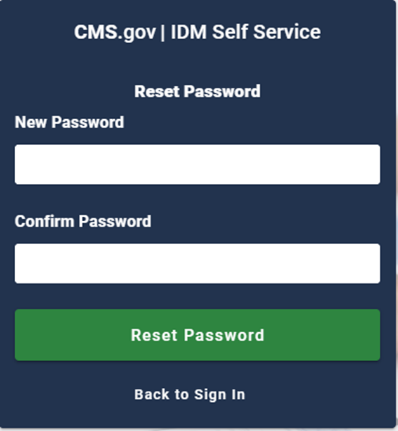 CMS.gov | IDM Self Service
Reset Password
New Password
Confirm Password
Reset Password
Back to Sign In